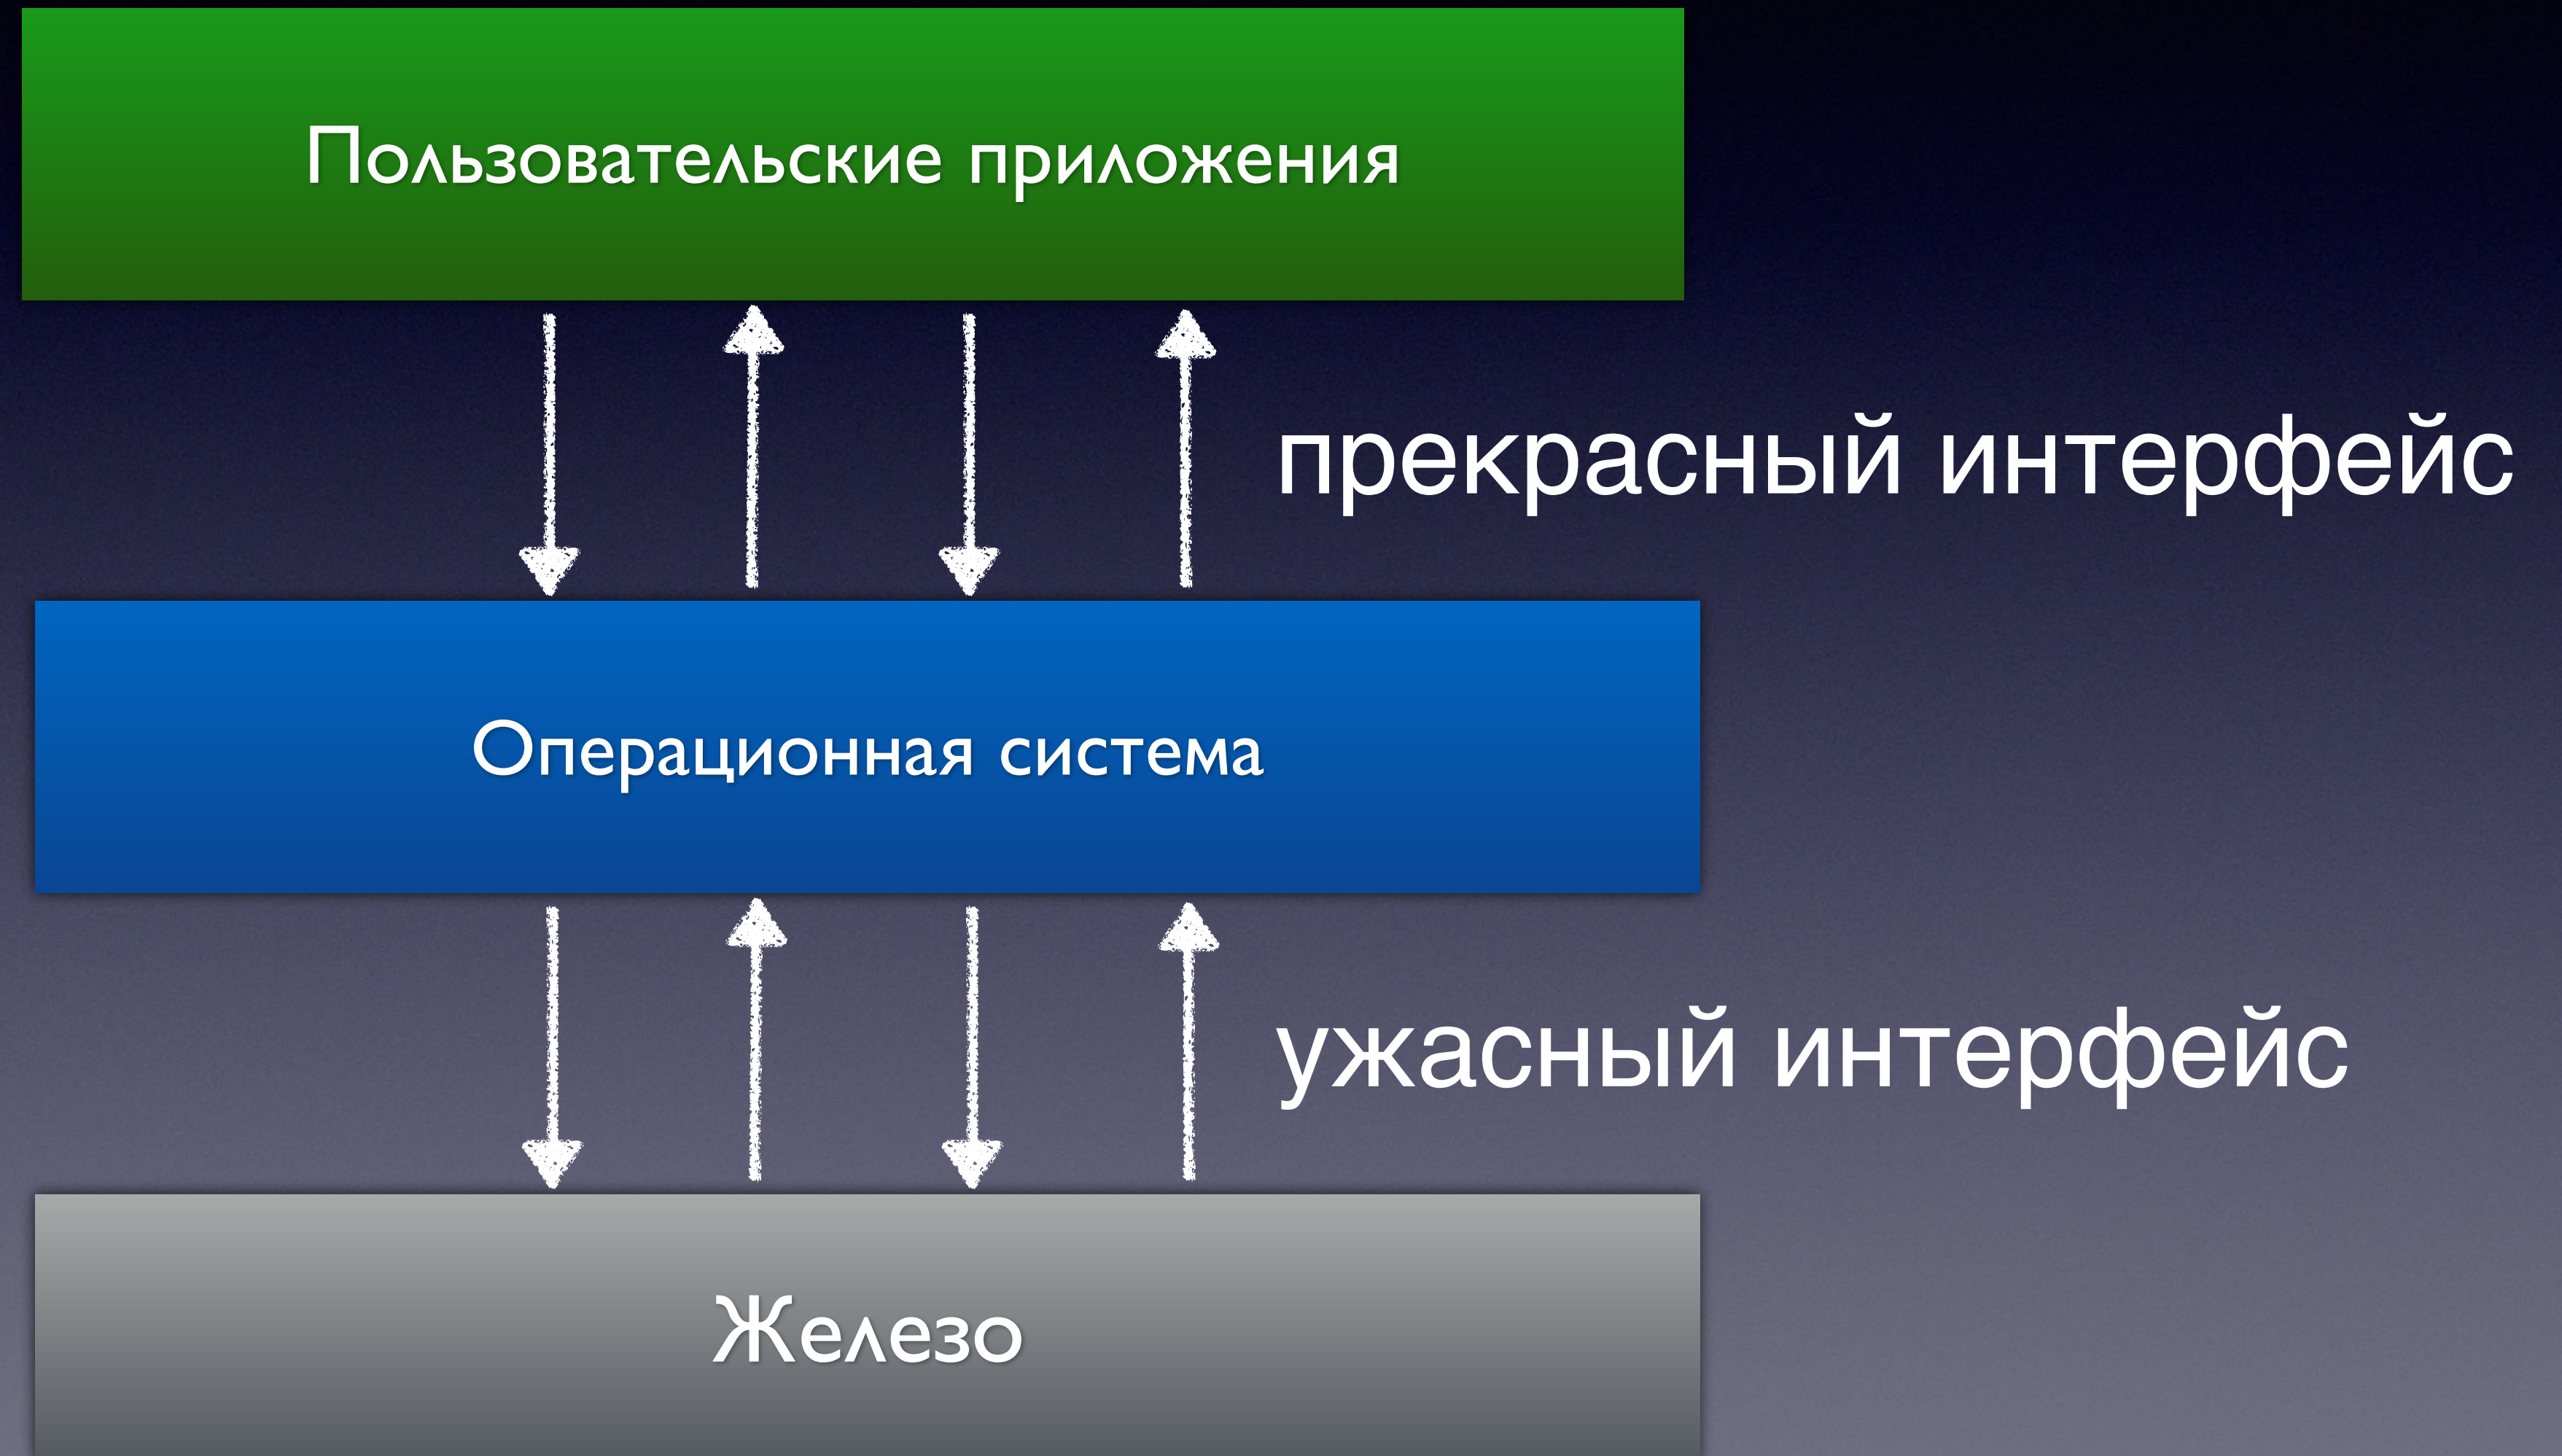 Пользовательские приложения
прекрасный интерфейс
Операционная система
ужасный интерфейс
Железо